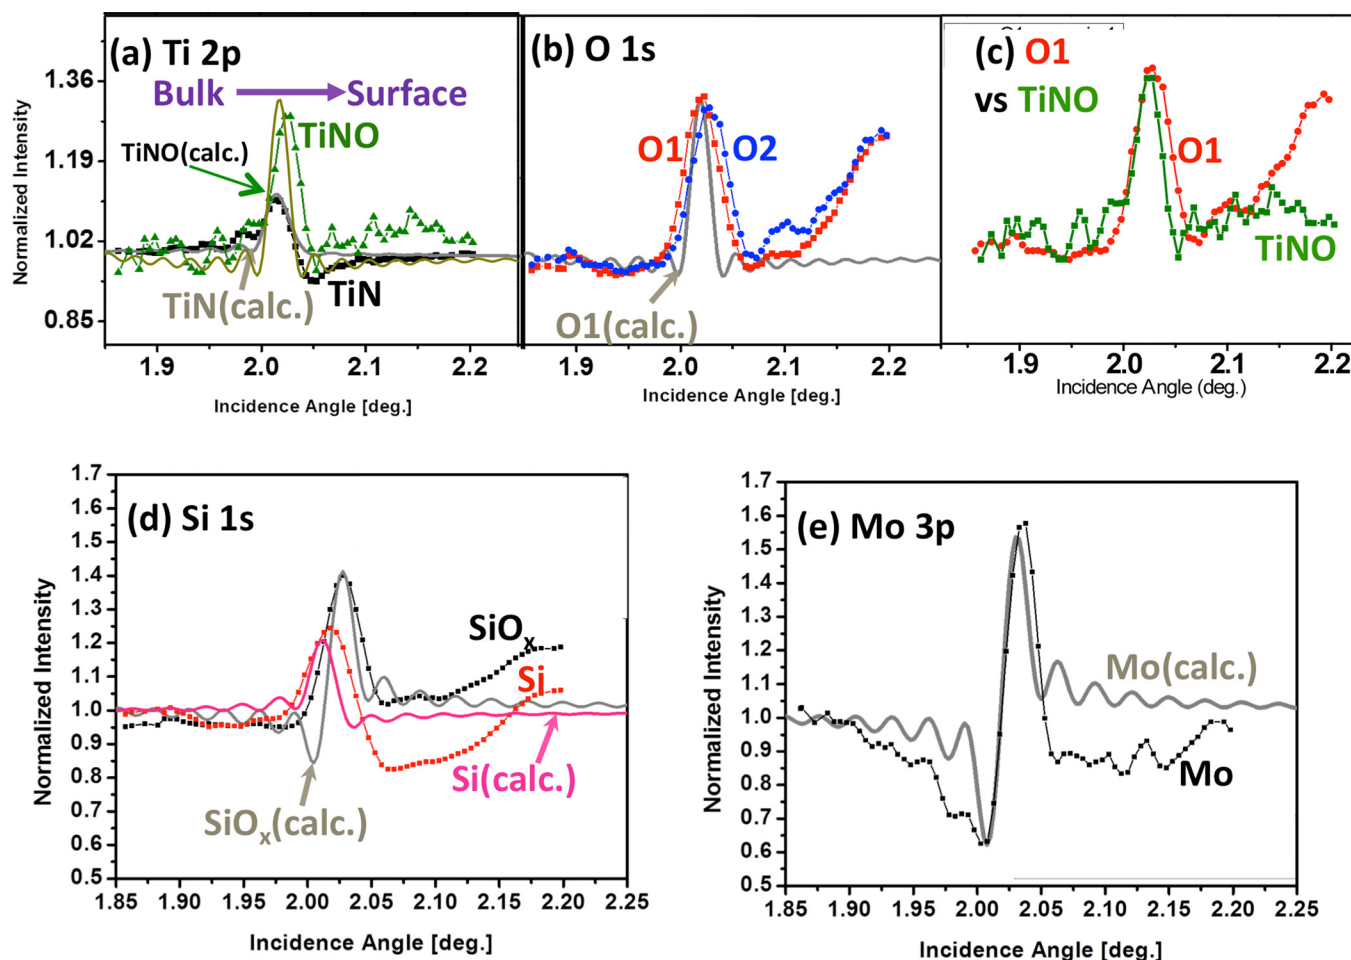 (a) Ti 2p
Bulk Surface
TiNO
TiNO(calc.)
TiN(calc.)
TiN
Normalized Intensity
1.36
1.19
1.02
0.85
1.9 2.0 2.1 2.2
Incidence Angle [deg.]
(b) O 1s
O1 O2
O1(calc.)
1.9 2.0 2.1 2.2
Incidence Angle [deg.]
(c) O1
vs TiNO
O1
TiNO
1.9 2.0 2.1 2.2
Incidence Angle (deg.)
(d) Si 1s
SiOx
Si
Si(calc.)
SiOx(calc.)
Normalized Intensity
1.7
1.6
1.5
1.4
1.3
1.2
1.1
1.0
0.9
0.8
0.7
0.6
0.5
1.85 1.90 1.95 2.00 2.05 2.10 2.15 2.20 2.25
Incidence Angle [deg.]
(e) Mo 3p
Mo(calc.)
Mo
Normalized Intensity
1.7
1.6
1.5
1.4
1.3
1.2
1.1
1.0
0.9
0.8
0.7
0.6
0.5
1.85 1.90 1.95 2.00 2.05 2.10 2.15 2.20 2.25
Incidence Angle [deg.]